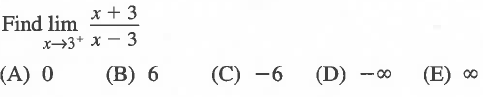 Find lim x + 3
x→3⁺ x − 3
(A) 0 (B) 6 (C) −6 (D) −∞ (E) ∞